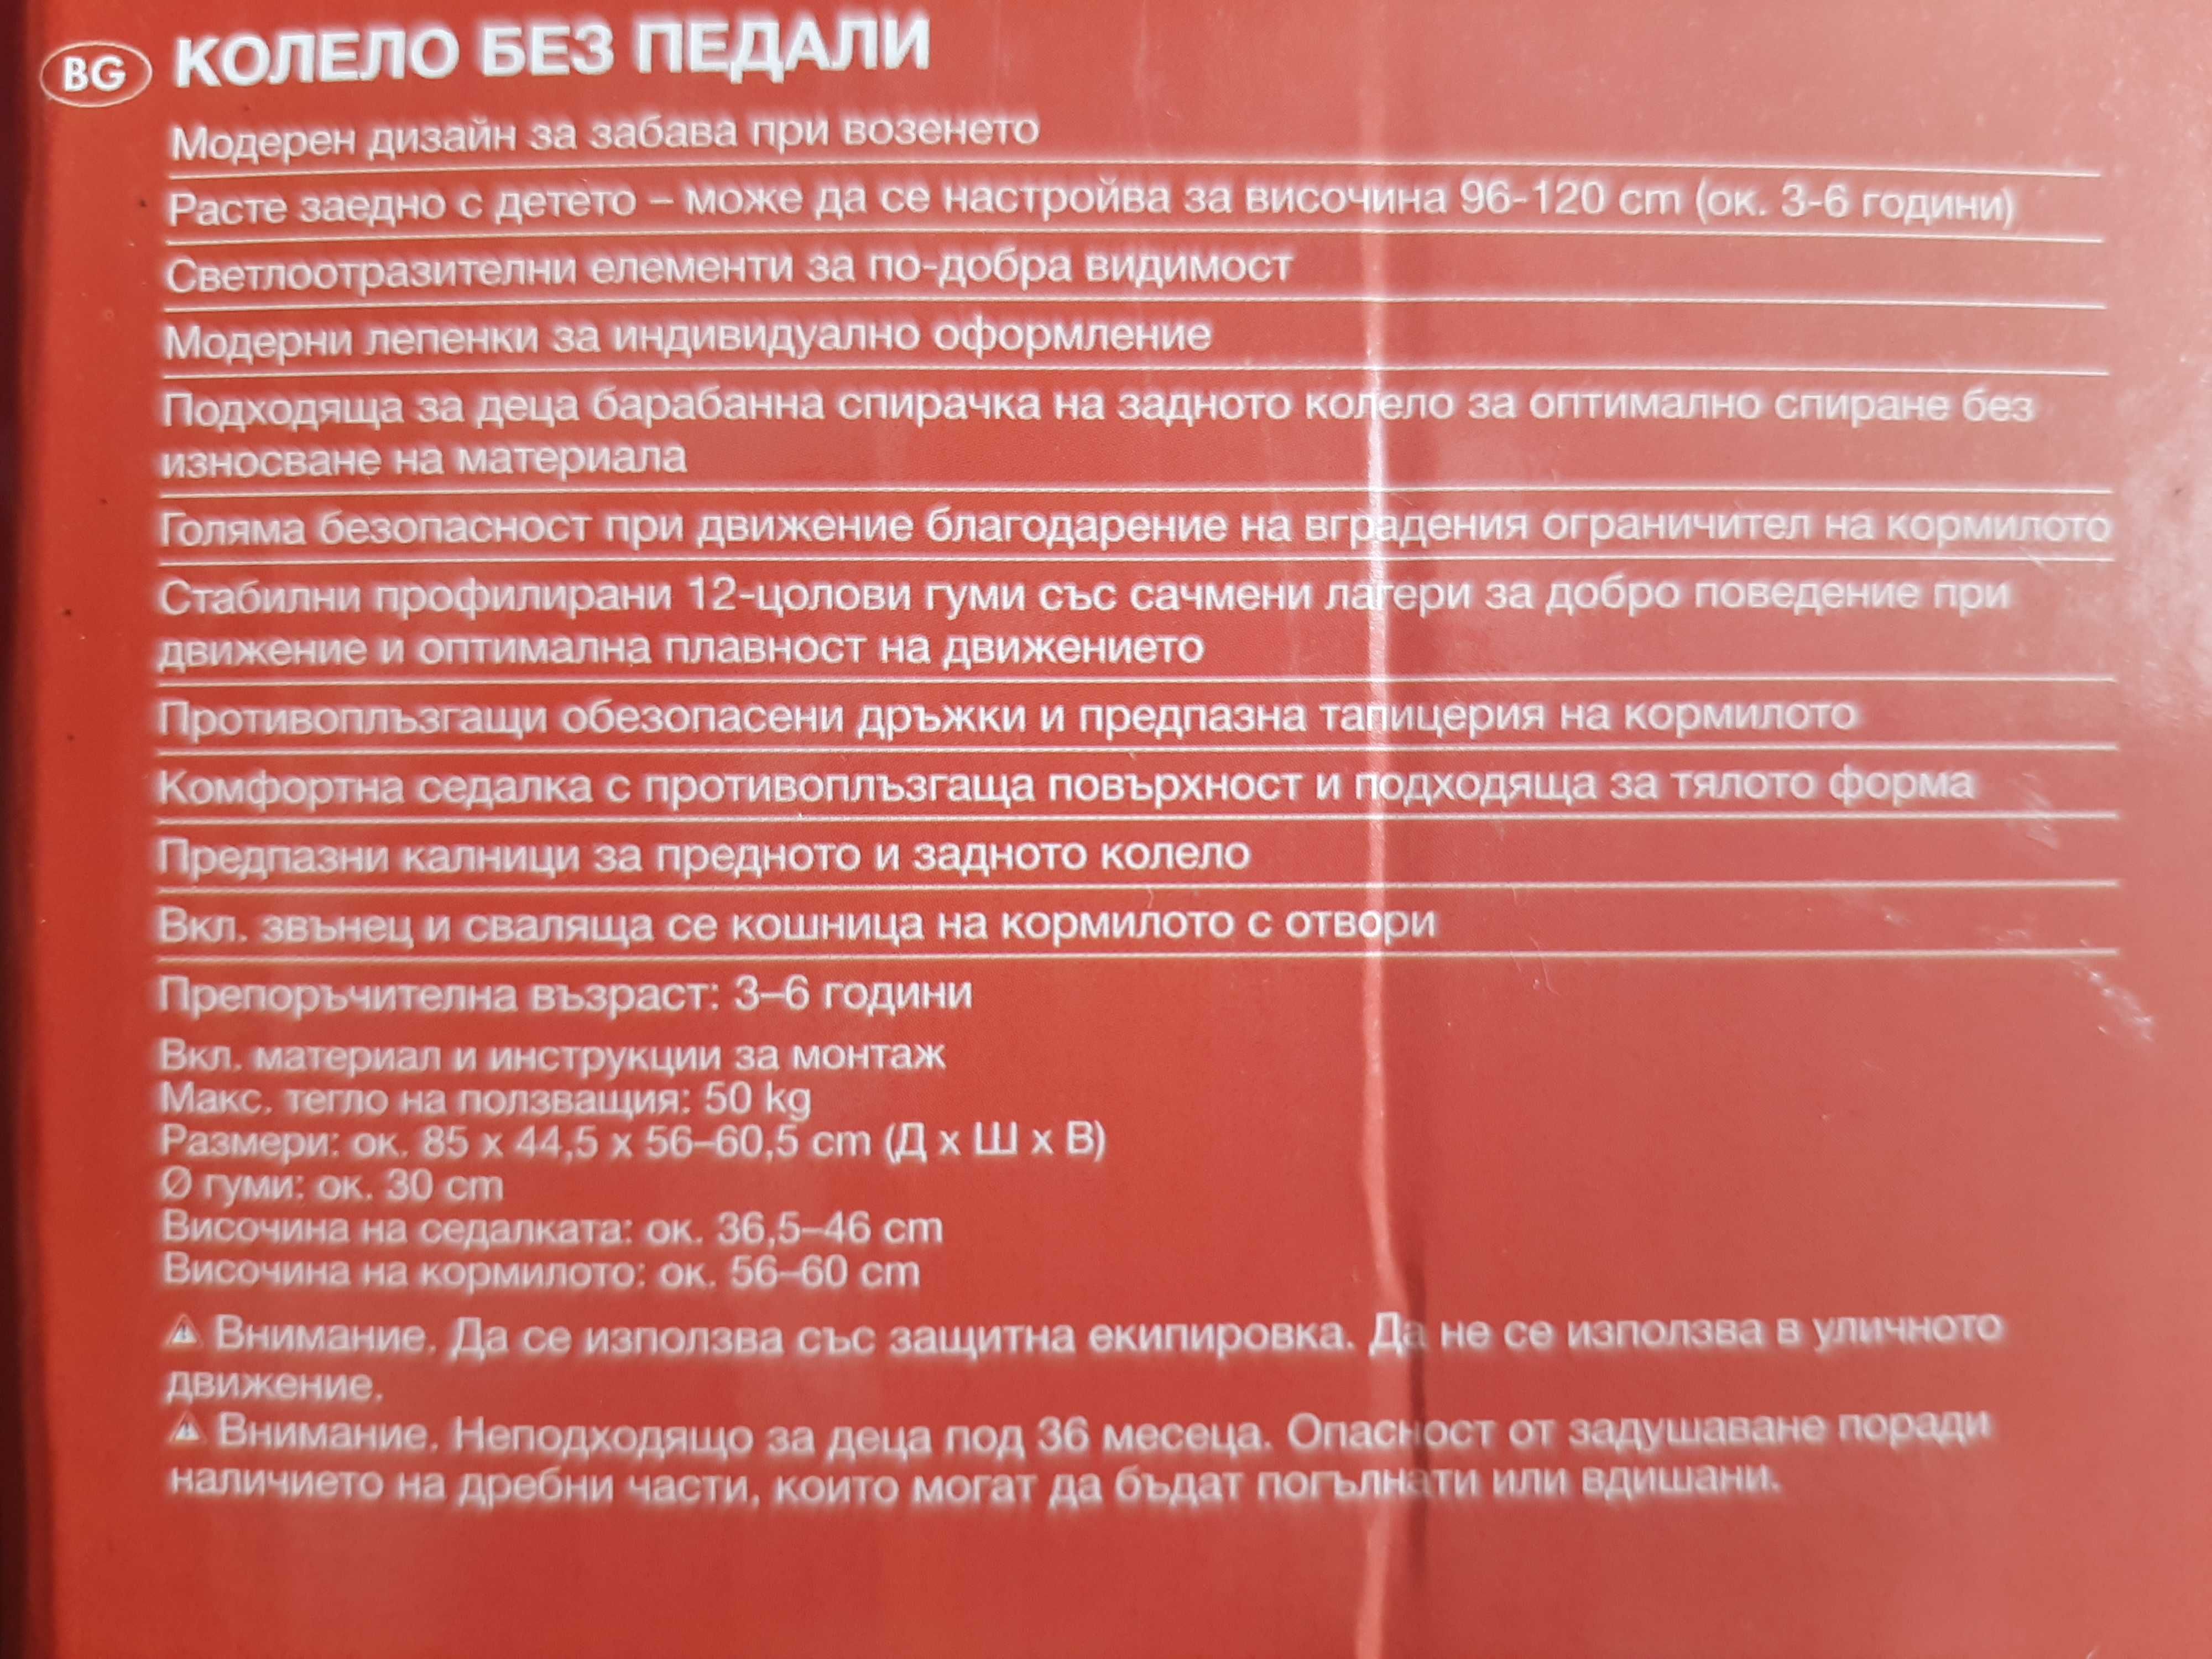 BG КОЛЕЛО БЕЗ ПЕДАЛИ
Модерен дизайн за забава при возенето
Расте заедно с детето – може да се настройва за височина 96-120 cm (ок. 3-6 години)
Светлоотразителни елементи за по-добра видимост
Модерни лепенки за индивидуално оформление
Подходяща за деца барабанна спирачка на задното колело за оптимално спиране без
износване на материала
Голяма безопасност при движение благодарение на вградения ограничител на кормилото
Стабилни профилирани 12-цолови гуми със сачмени лагери за добро поведение при
движение и оптимална плавност на движението
Противоплъзгащи обезопасени дръжки и предпазна тапицерия на кормилото
Комфортна седалка с противоплъзгаща повърхност и подходяща за тялото форма
Предпазни калници за предното и задното колело
Вкл. звънец и сваляща се кошница на кормилото с отвори
Препоръчителна възраст: 3–6 години
Вкл. материал и инструкции за монтаж
Макс. тегло на ползващия: 50 kg
Размери: ок. 85 x 44,5 x 56–60,5 cm (Д x Ш x В)
Ø гуми: ок. 30 cm
Височина на седалката: ок. 36,5–46 cm
Височина на кормилото: ок. 56–60 cm
⚠ Внимание. Да се използва със защитна екипировка. Да не се използва в уличното
движение.
⚠ Внимание. Неподходящо за деца под 36 месеца. Опасност от задушаване поради
наличието на дребни части, които могат да бъдат погълнати или вдишани.